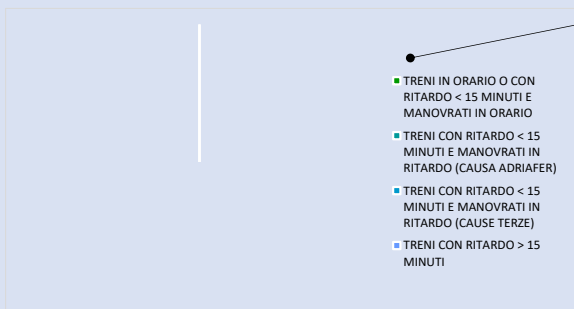 TRENI IN ORARIO O CON
RITARDO < 15 MINUTI E
MANOVRATI IN ORARIO
TRENI CON RITARDO < 15
MINUTI E MANOVRATI IN
RITARDO (CAUSA ADRIAFER)
TRENI CON RITARDO < 15
MINUTI E MANOVRATI IN
RITARDO (CAUSE TERZE)
TRENI CON RITARDO > 15
MINUTI